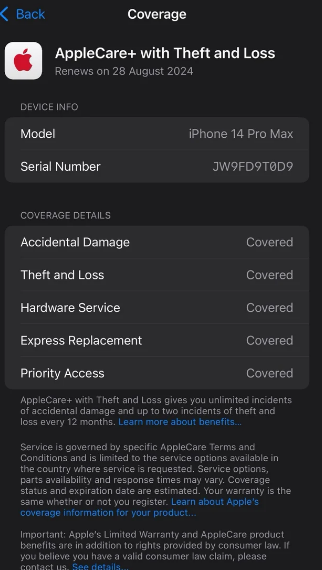 Back
Coverage
AppleCare+ with Theft and Loss
Renews on 28 August 2024
DEVICE INFO
Model iPhone 14 Pro Max
Serial Number JW9FD9T0D9
COVERAGE DETAILS
Accidental Damage Covered
Theft and Loss Covered
Hardware Service Covered
Express Replacement Covered
Priority Access Covered
AppleCare+ with Theft and Loss gives you unlimited incidents
of accidental damage and up to two incidents of theft and
loss every 12 months. Learn more about benefits...
Service is governed by specific AppleCare Terms and
Conditions and is limited to the service options available in
the country where service is requested. Service options,
parts availability and response times may vary. Coverage
status and expiration date are estimated. Your warranty is
the same whether or not you register. Learn about Apple's
coverage information for your product...
Important: Apple's Limited Warranty and AppleCare product
benefits are in addition to rights provided by consumer law. If
you believe you have a valid consumer law claim, please
contact us. See details...